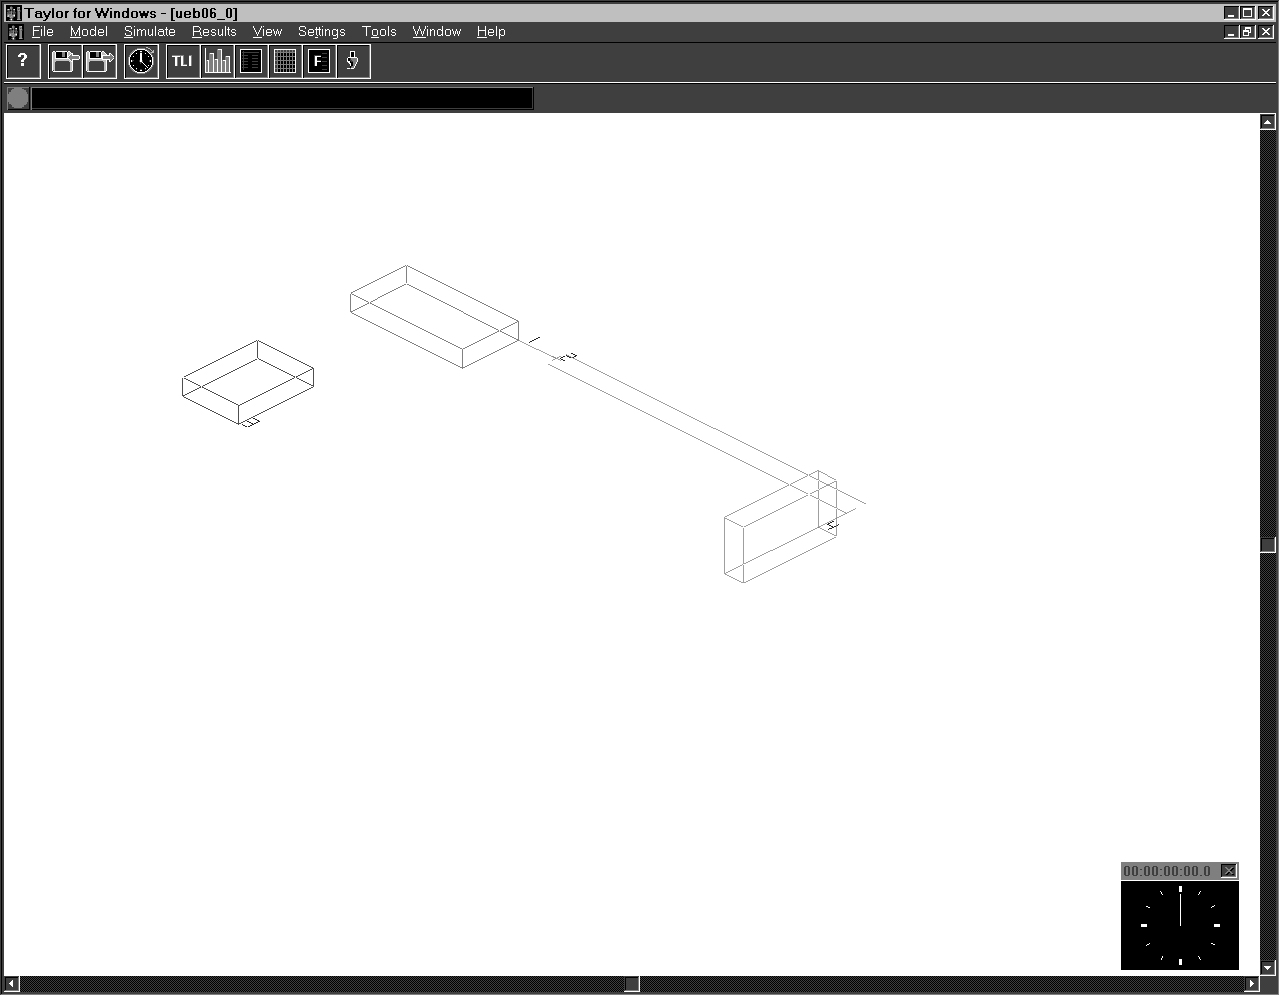 Taylor for Windows - [ueb06_0]
File Model Simulate Results View Settings Tools Window Help
? TLI F
00:00:00:00.0